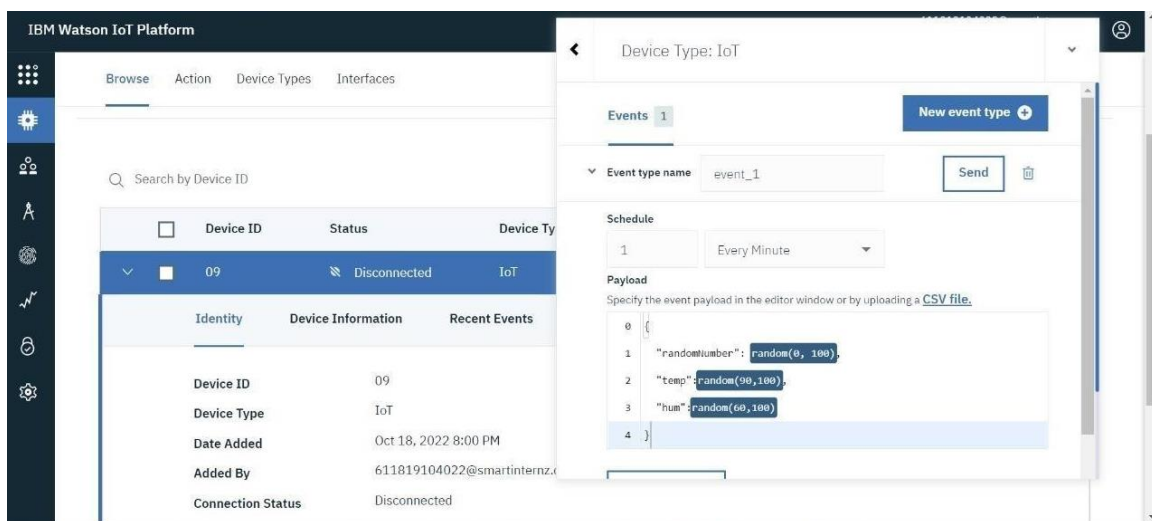 IBM Watson IoT Platform
Browse Action Device Types Interfaces
Search by Device ID
Device ID Status Device Ty
09 Disconnected IoT
Identity Device Information Recent Events
Device ID 09
Device Type IoT
Date Added Oct 18, 2022 8:00 PM
Added By 611819104022@smartinternz.
Connection Status Disconnected
Device Type: IoT
Events 1
New event type
Event type name event_1 Send
Schedule
1 Every Minute
Payload
Specify the event payload in the editor window or by uploading a CSV file.
0 {
1 "randomNumber": random(0, 100),
2 "temp":random(90,100),
3 "hum":random(60,100)
4 }